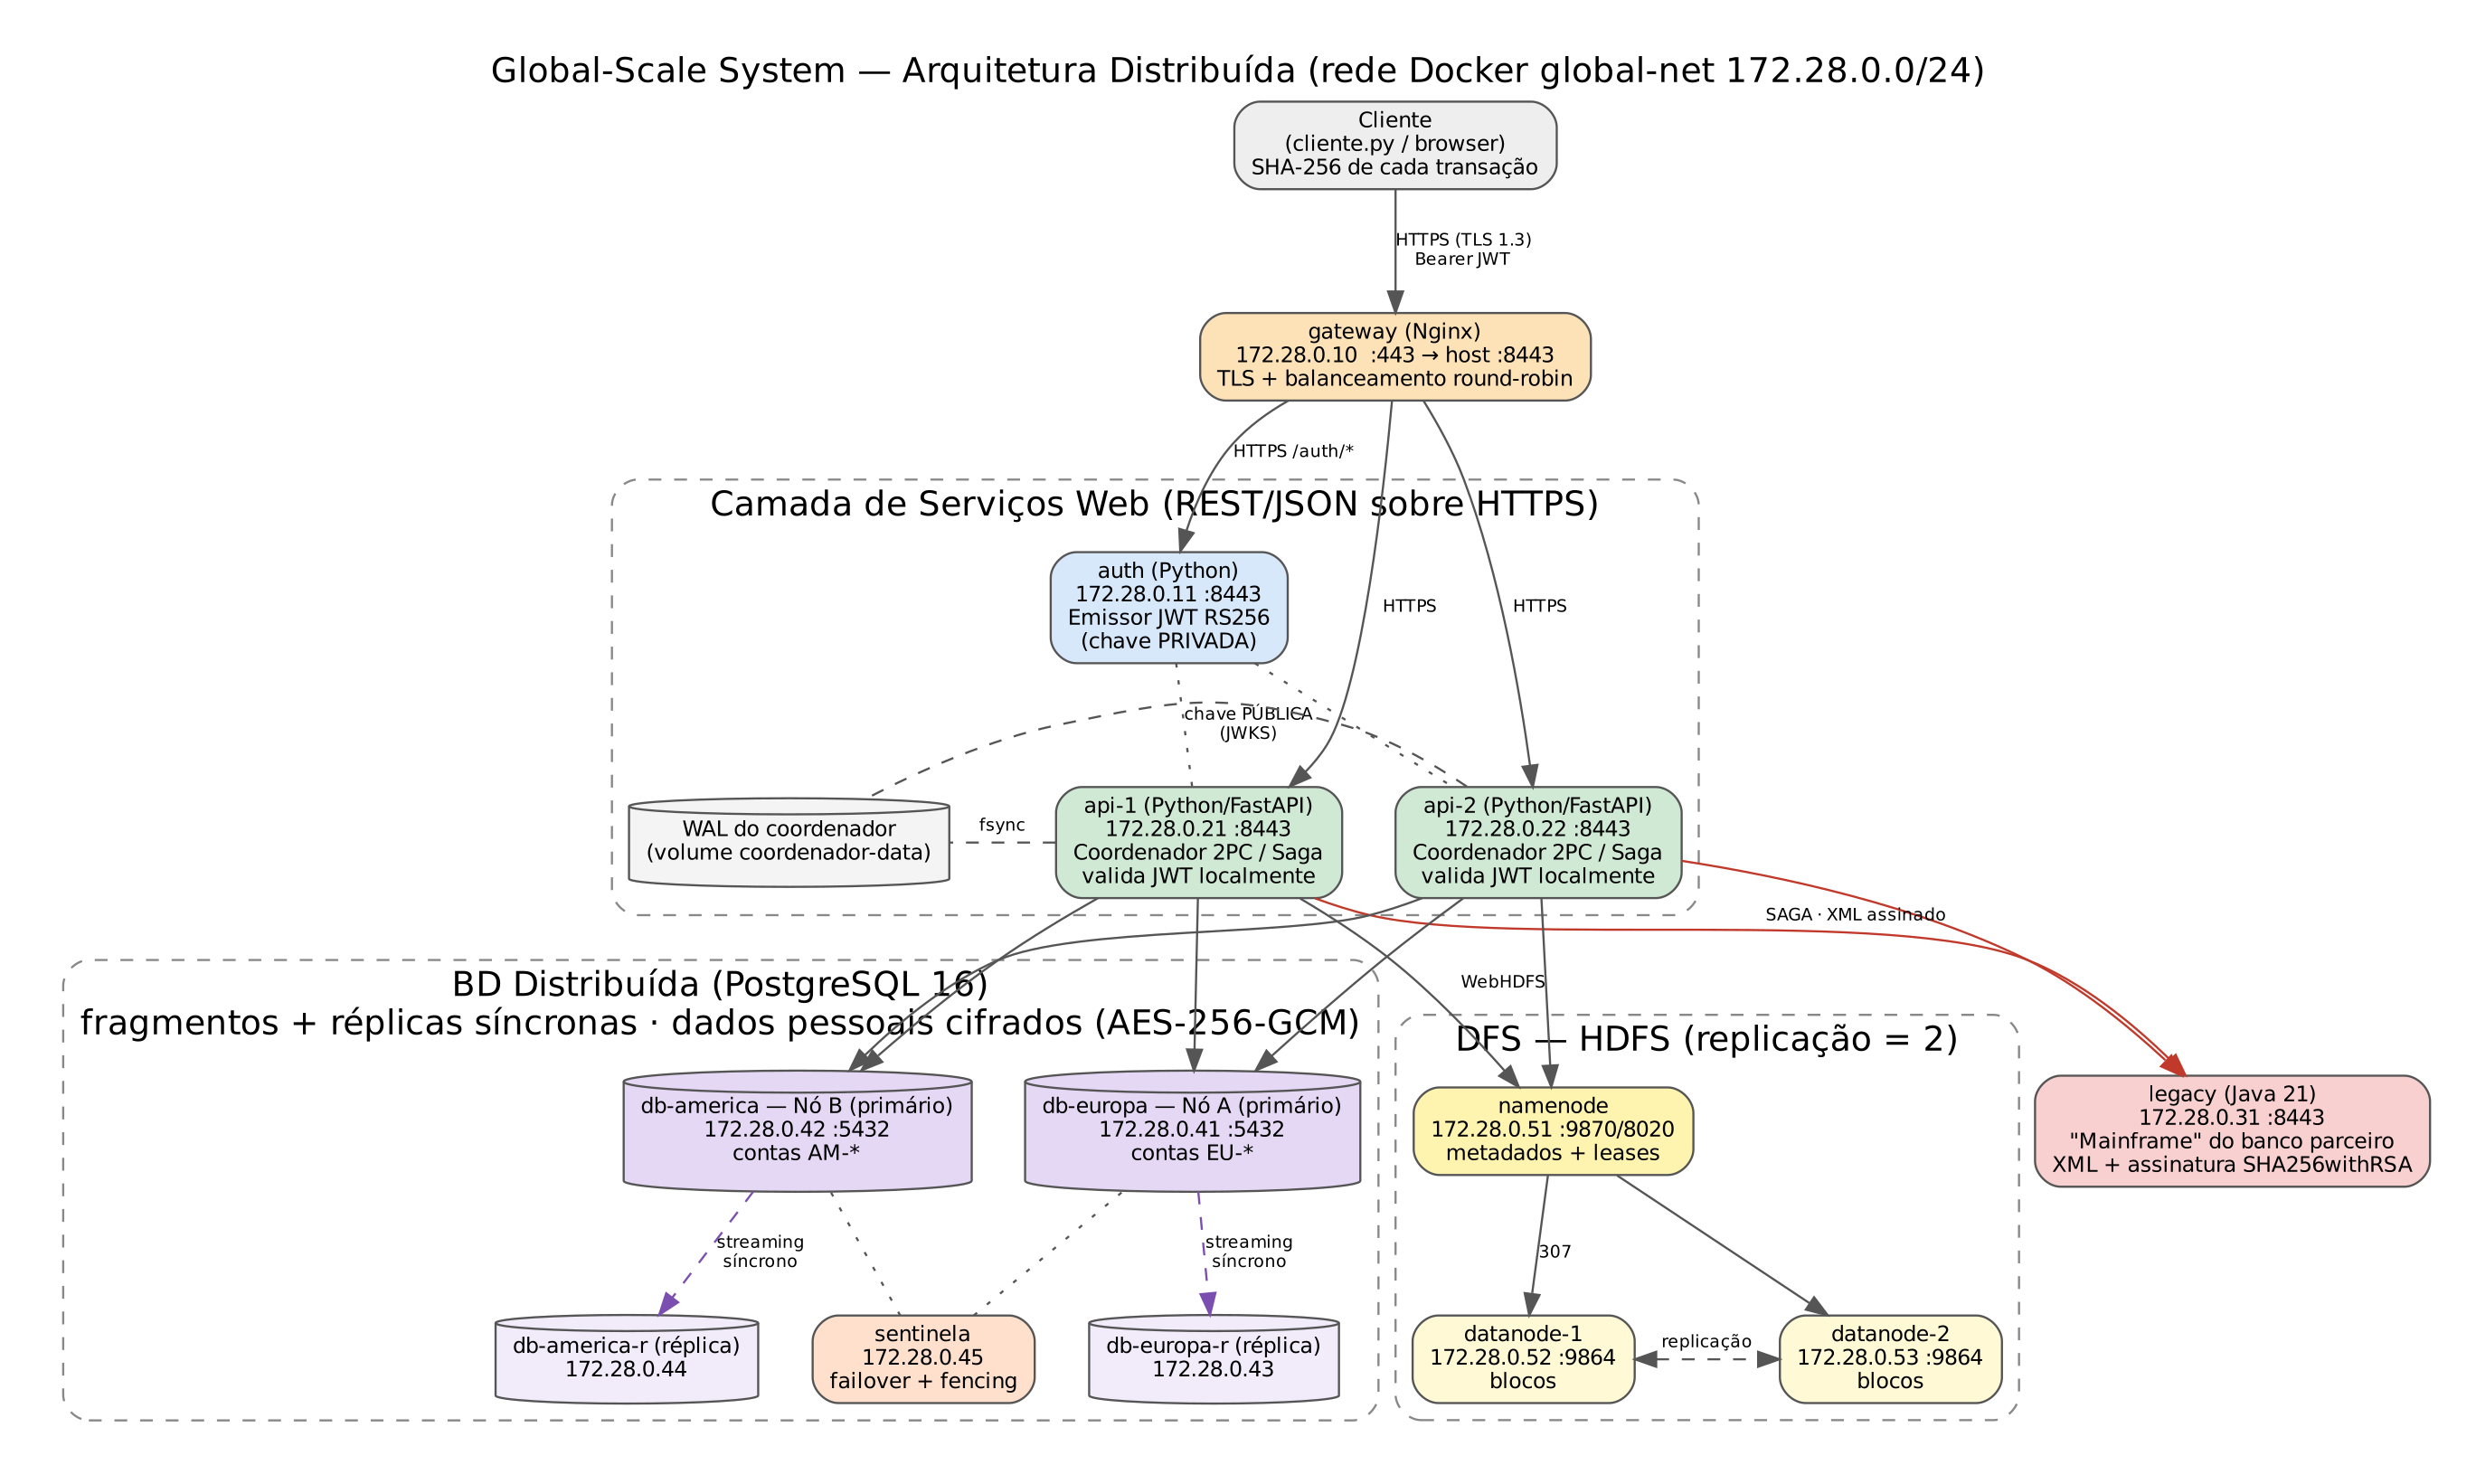 Global-Scale System — Arquitetura Distribuída (rede Docker global-net 172.28.0.0/24)
Cliente
(cliente.py / browser)
SHA-256 de cada transação
HTTPS (TLS 1.3)
Bearer JWT
gateway (Nginx)
172.28.0.10  :443 → host :8443
TLS + balanceamento round-robin
HTTPS /auth/*
Camada de Serviços Web (REST/JSON sobre HTTPS)
auth (Python)
172.28.0.11 :8443
Emissor JWT RS256
(chave PRIVADA)
HTTPS
HTTPS
chave PÚBLICA
(JWKS)
WAL do coordenador
(volume coordenador-data)
fsync
api-1 (Python/FastAPI)
172.28.0.21 :8443
Coordenador 2PC / Saga
valida JWT localmente
api-2 (Python/FastAPI)
172.28.0.22 :8443
Coordenador 2PC / Saga
valida JWT localmente
SAGA · XML assinado
BD Distribuída (PostgreSQL 16)
fragmentos + réplicas síncronas · dados pessoais cifrados (AES-256-GCM)
WebHDFS
DFS — HDFS (replicação = 2)
db-america — Nó B (primário)
172.28.0.42 :5432
contas AM-*
db-europa — Nó A (primário)
172.28.0.41 :5432
contas EU-*
namenode
172.28.0.51 :9870/8020
metadados + leases
legacy (Java 21)
172.28.0.31 :8443
"Mainframe" do banco parceiro
XML + assinatura SHA256withRSA
streaming
síncrono
streaming
síncrono
307
db-america-r (réplica)
172.28.0.44
sentinela
172.28.0.45
failover + fencing
db-europa-r (réplica)
172.28.0.43
datanode-1
172.28.0.52 :9864
blocos
replicação
datanode-2
172.28.0.53 :9864
blocos